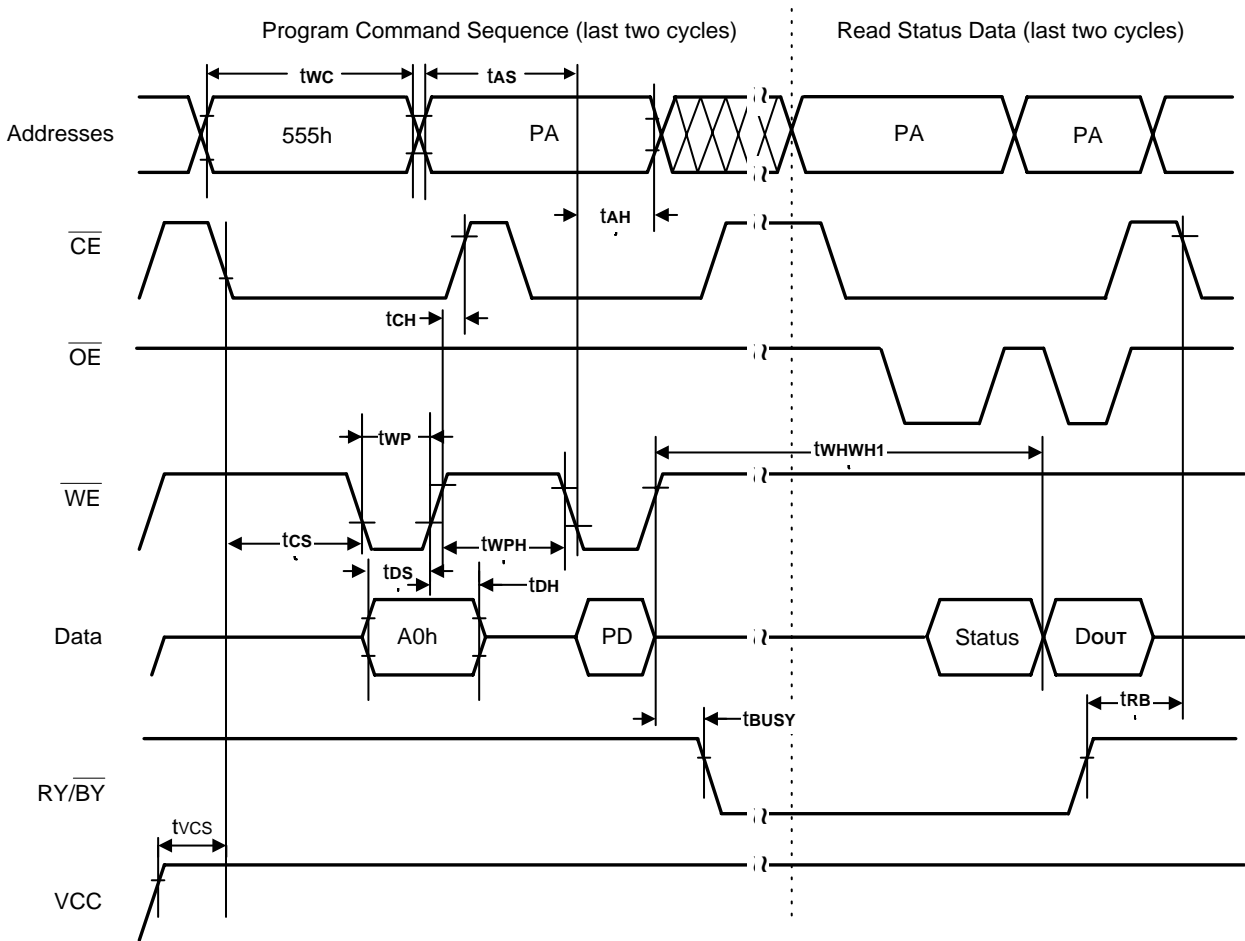 Program Command Sequence (last two cycles)
Read Status Data (last two cycles)
tWC
tAS
Addresses
555h
PA
PA
PA
tAH
CE
tCH
OE
tWP
tWHWH1
WE
tCS
tWPH
tDS
tDH
Data
A0h
PD
Status
DOUT
tRB
tBUSY
RY/BY
tVCS
VCC